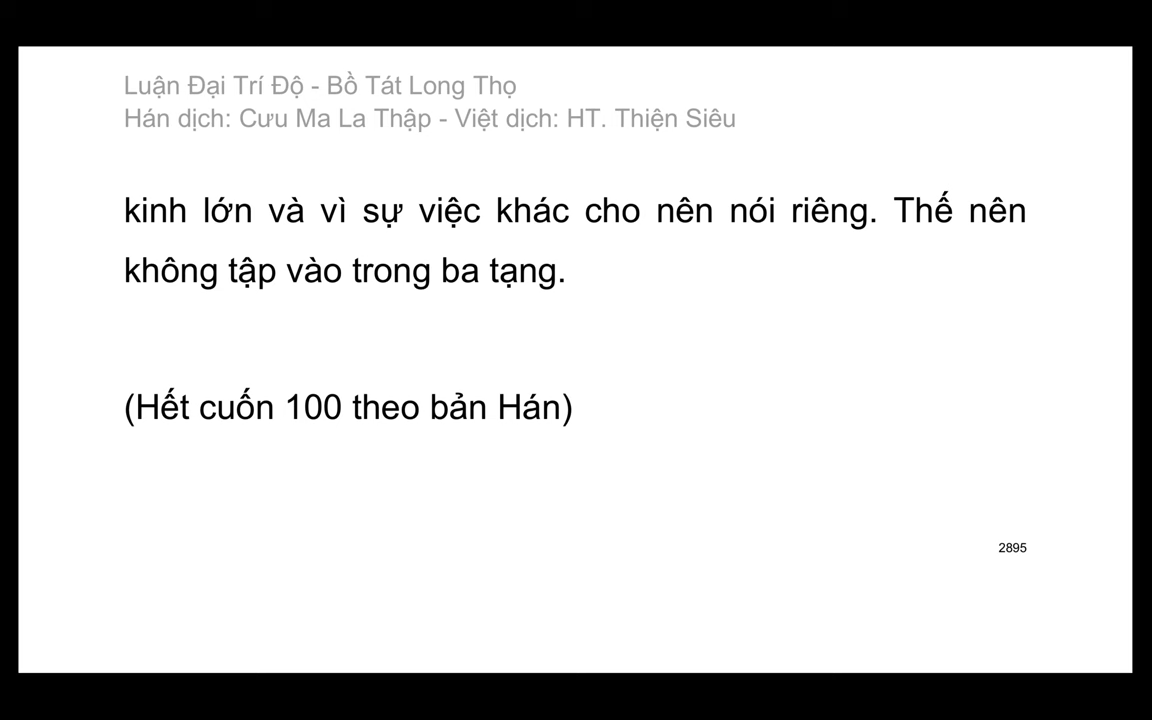 Luận Đại Trí Độ - Bồ Tát Long Thọ
Hán dịch: Cưu Ma La Thập - Việt dịch: HT. Thiện Siêu
kinh lớn và vì sự việc khác cho nên nói riêng. Thế nên
không tập vào trong ba tạng.
(Hết cuốn 100 theo bản Hán)
2895